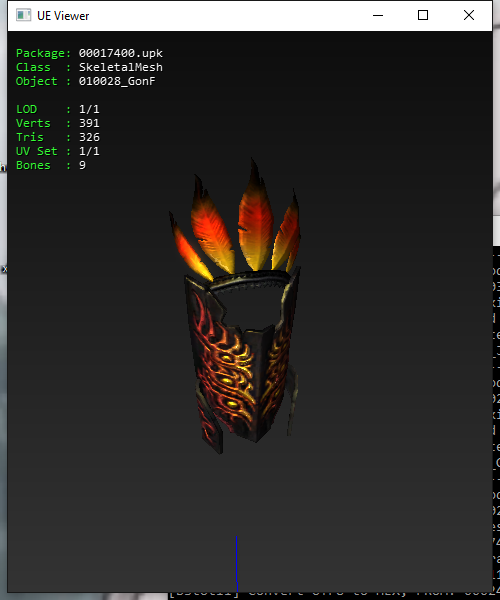 UE Viewer
Package: 00017400.upk
Class : SkeletalMesh
Object : 010028_GonF
LOD : 1/1
Verts : 391
Tris : 326
UV Set : 1/1
Bones : 9